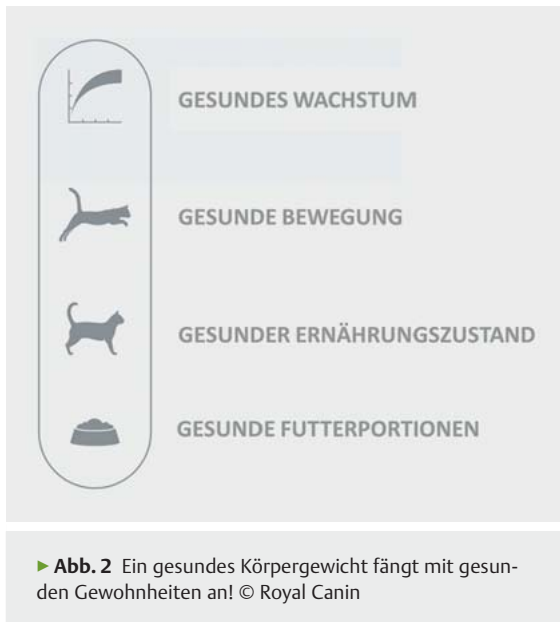 GESUNDES WACHSTUM
GESUNDE BEWEGUNG
GESUNDER ERNÄHRUNGSZUSTAND
GESUNDE FUTTERPORTIONEN
▶ Abb. 2 Ein gesundes Körpergewicht fängt mit gesun-
den Gewohnheiten an! © Royal Canin